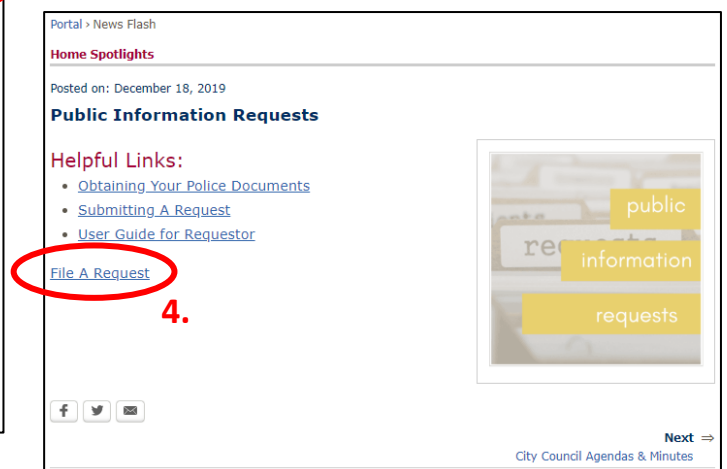 Portal › News Flash
Home Spotlights
Posted on: December 18, 2019
Public Information Requests
Helpful Links:
• Obtaining Your Police Documents
• Submitting A Request
• User Guide for Requestor
File A Request
4.
public
information
requests
Next ⇒
City Council Agendas & Minutes